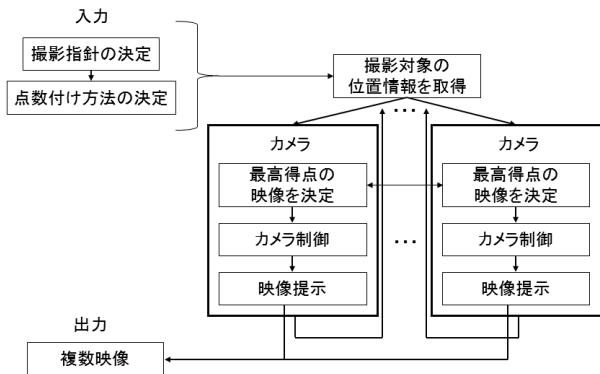 入力
撮影指針の決定
点数付け方法の決定
撮影対象の
位置情報を取得
...
カメラ
最高得点の
映像を決定
カメラ制御
映像提示
...
カメラ
最高得点の
映像を決定
カメラ制御
映像提示
出力
複数映像